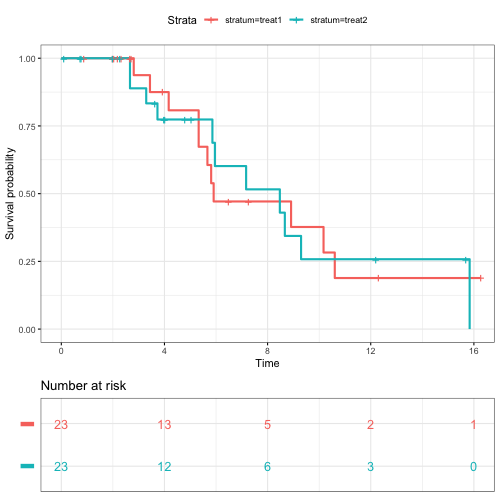 Strata stratum=treat1 stratum=treat2
Survival probability
1.00
0.75
0.50
0.25
0.00
0 4 8 12 16
Time
Number at risk
23 13 5 2 1
23 12 6 3 0